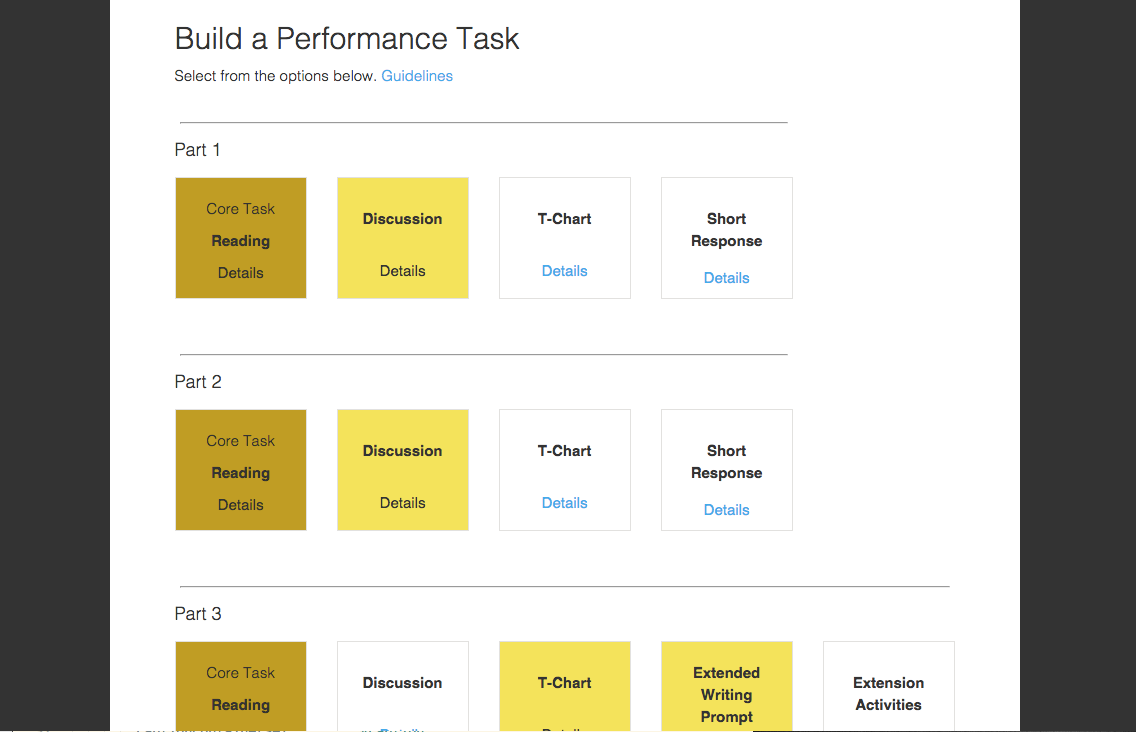 Build a Performance Task
Select from the options below. Guidelines
Part 1
Core Task
Reading
Details
Discussion
Details
T-Chart
Details
Short
Response
Details
Part 2
Core Task
Reading
Details
Discussion
Details
T-Chart
Details
Short
Response
Details
Part 3
Core Task
Reading
Discussion
T-Chart
Extended
Writing
Prompt
Extension
Activities